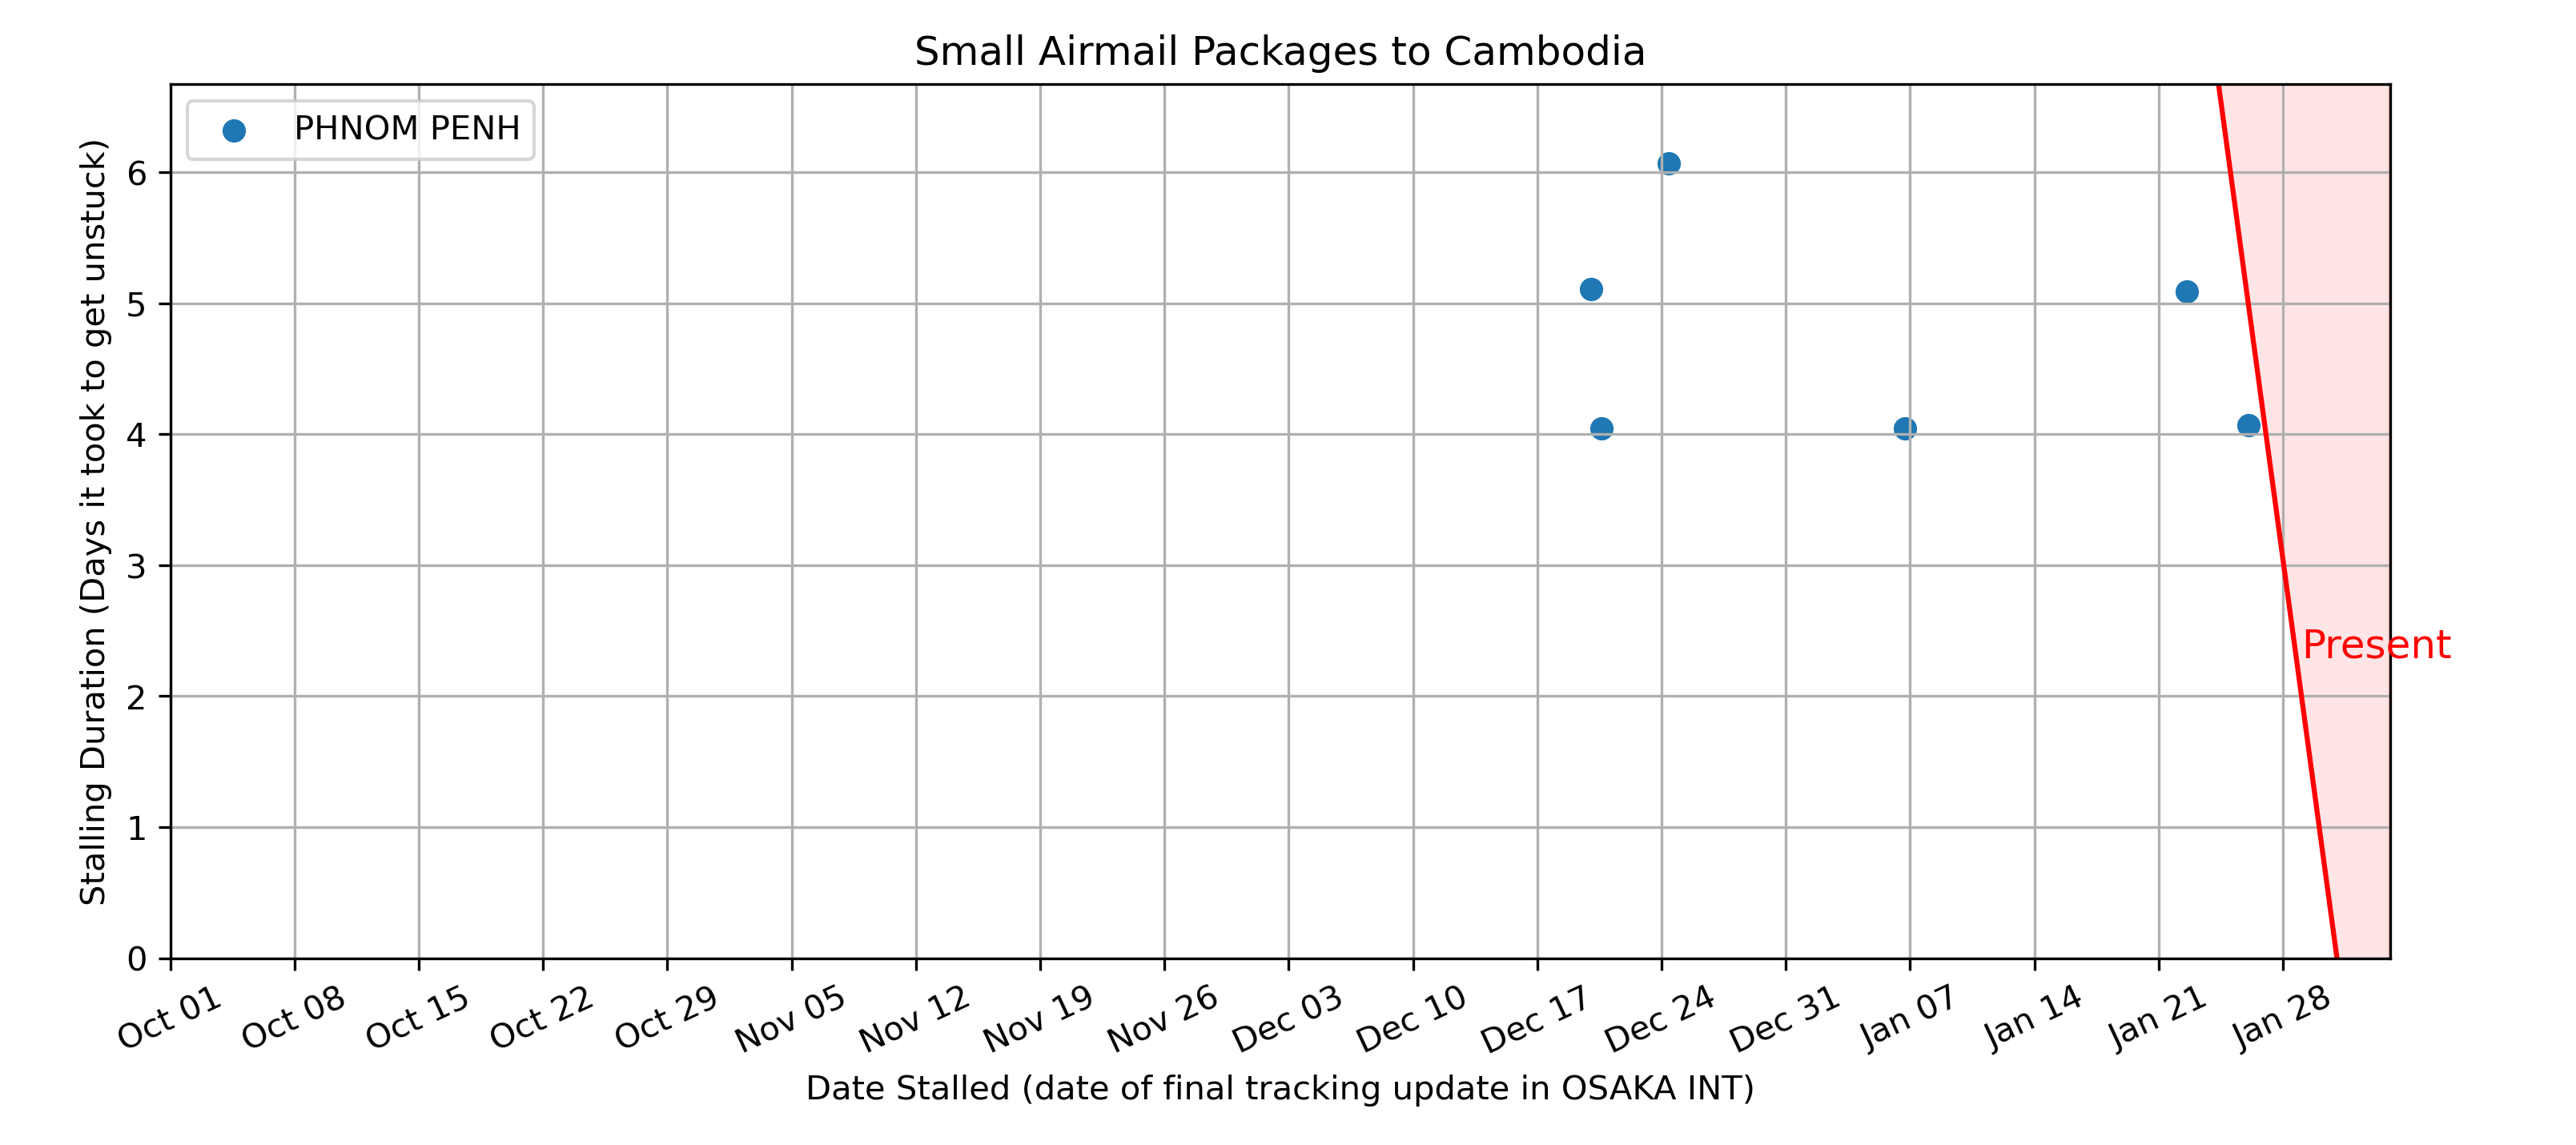 Small Airmail Packages to Cambodia
PHNOM PENH
Stalling Duration (Days it took to get unstuck)
6
5
4
3
2
1
0
Present
Oct 01
Oct 08
Oct 15
Oct 22
Oct 29
Nov 05
Nov 12
Nov 19
Nov 26
Dec 03
Dec 10
Dec 17
Dec 24
Dec 31
Jan 07
Jan 14
Jan 21
Jan 28
Date Stalled (date of final tracking update in OSAKA INT)